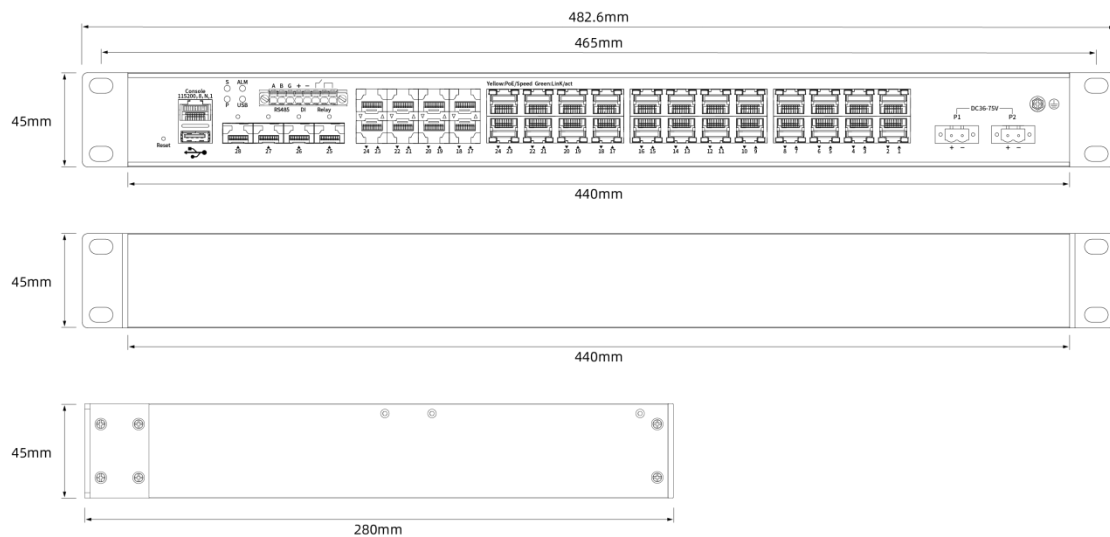 482.6mm
465mm
45mm
Console
115200,8,N,1
S ALM
P USB
A B G + −
RS485 DI Relay
Yellow:PoE/Speed Green:LinK/act
DC36-75V
P1 P2
+ − + −
Reset
28 27 26 25
24 23 22 21 20 19 18 17
24 23 22 21 20 19 18 17
16 15 14 13 12 11 10 9
8 7 6 5 4 3 2 1
440mm
45mm
440mm
45mm
280mm